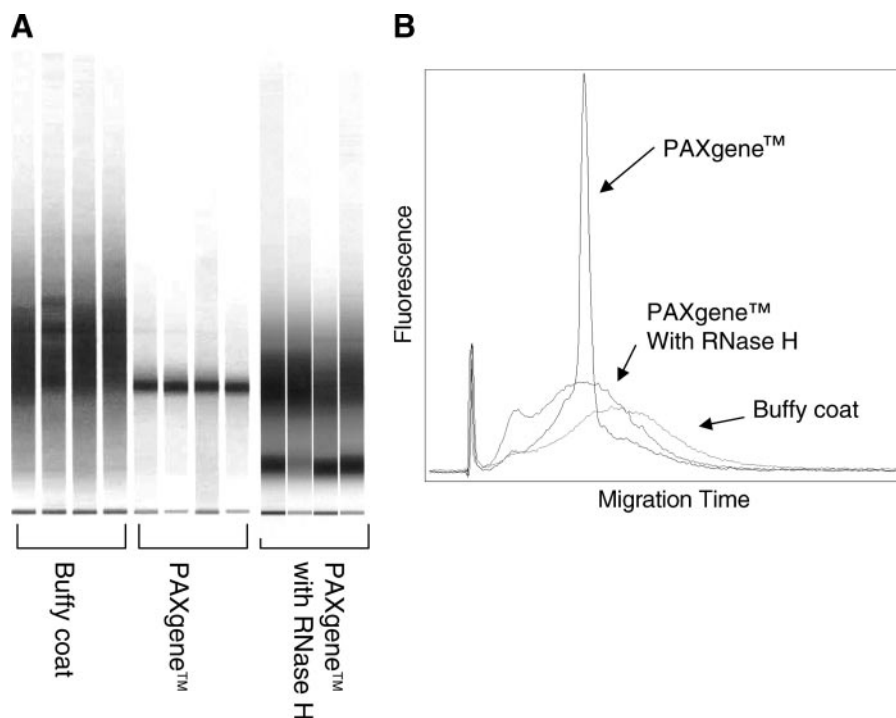 A
B
PAXgene™
PAXgene™
With RNase H
Buffy coat
Fluorescence
Migration Time
Buffy coat
PAXgene™
PAXgene™
with RNase H